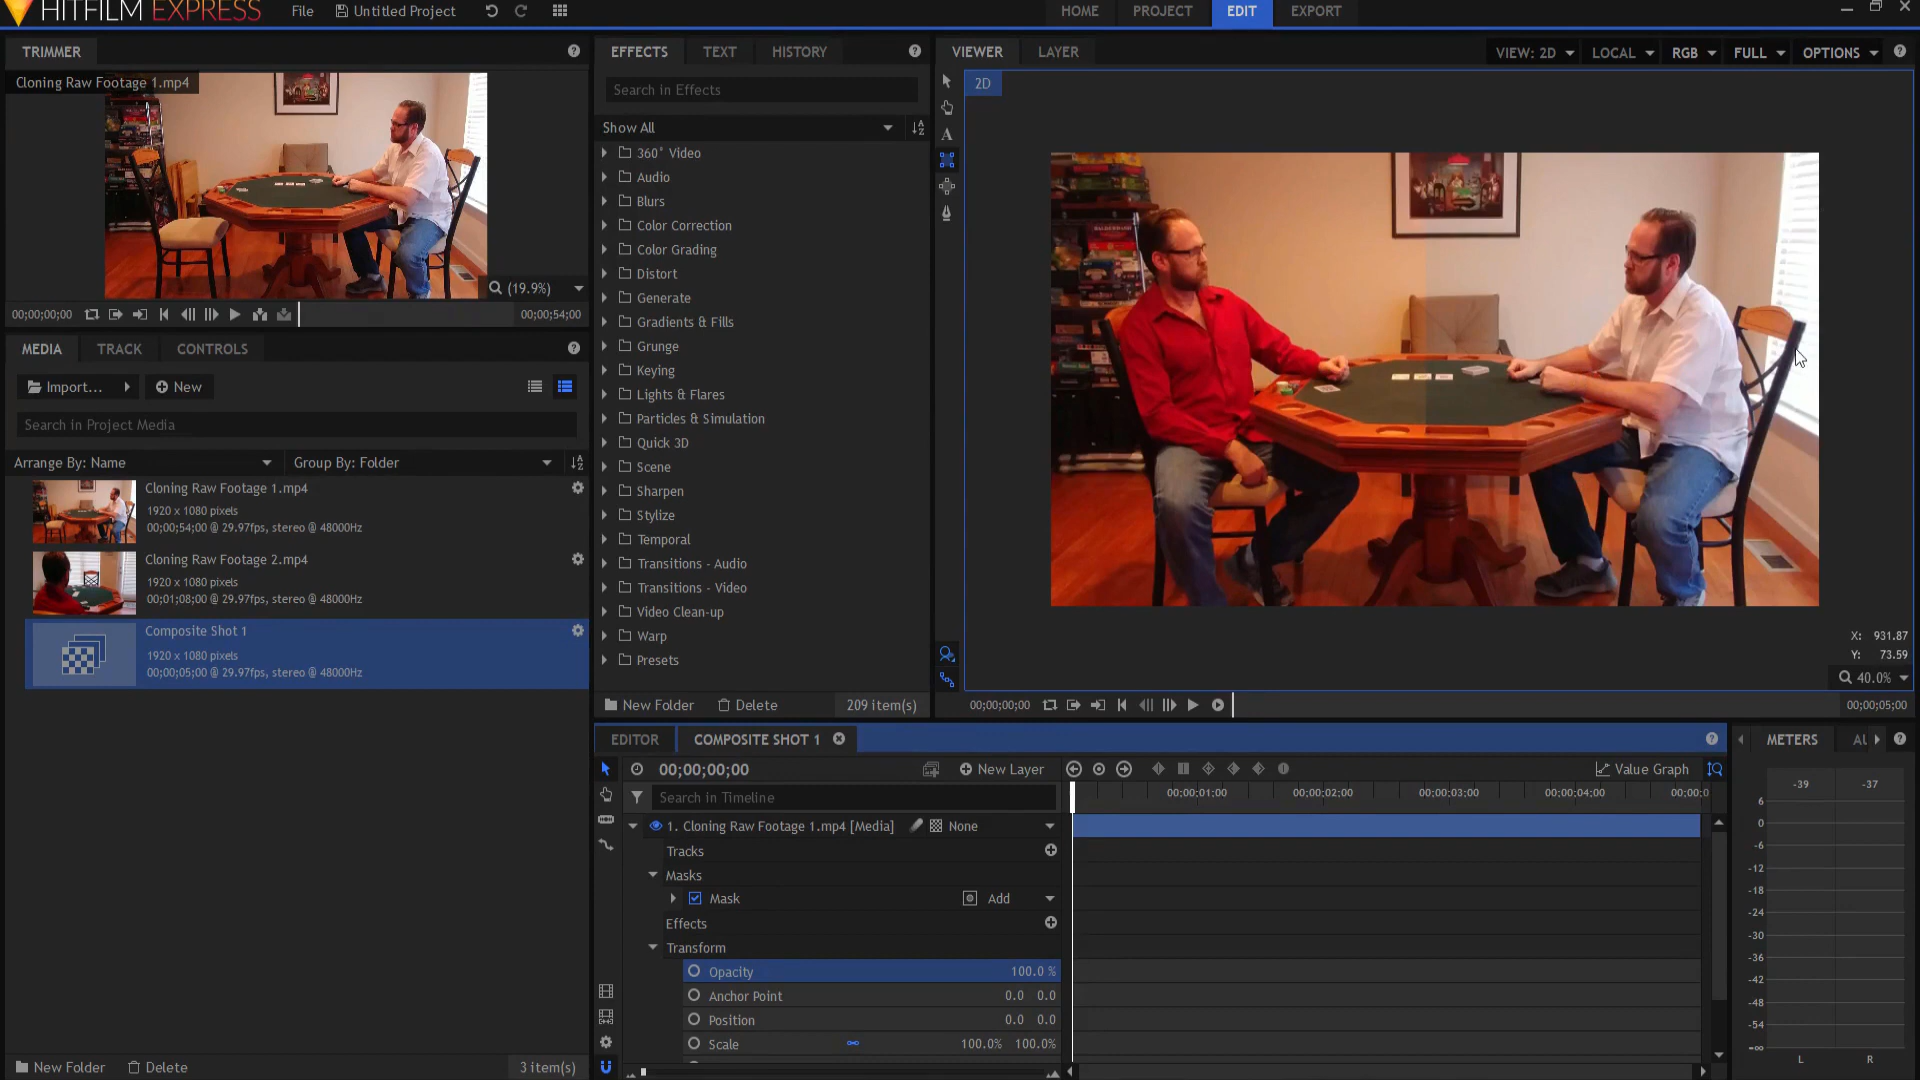 HITFILM EXPRESS
File
Untitled Project
HOME
PROJECT
EDIT
EXPORT
TRIMMER
Cloning Raw Footage 1.mp4
(19.9%)
00;00;00;00
00;00;54;00
MEDIA
TRACK
CONTROLS
Import...
New
Search in Project Media
Arrange By: Name
Group By: Folder
Cloning Raw Footage 1.mp4
1920 x 1080 pixels
00;00;54;00 @ 29.97fps, stereo @ 48000Hz
Cloning Raw Footage 2.mp4
1920 x 1080 pixels
00;01;08;00 @ 29.97fps, stereo @ 48000Hz
Composite Shot 1
1920 x 1080 pixels
00;00;05;00 @ 29.97fps, stereo @ 48000Hz
New Folder
Delete
3 item(s)
EFFECTS
TEXT
HISTORY
Search in Effects
Show All
360° Video
Audio
Blurs
Color Correction
Color Grading
Distort
Generate
Gradients & Fills
Grunge
Keying
Lights & Flares
Particles & Simulation
Quick 3D
Scene
Sharpen
Stylize
Temporal
Transitions - Audio
Transitions - Video
Video Clean-up
Warp
Presets
New Folder
Delete
209 item(s)
VIEWER
LAYER
VIEW: 2D
LOCAL
RGB
FULL
OPTIONS
2D
X: 931.87
Y: 73.59
40.0%
00;00;00;00
00;00;05;00
EDITOR
COMPOSITE SHOT 1
00;00;00;00
New Layer
Value Graph
Search in Timeline
00;00;01;00
00;00;02;00
00;00;03;00
00;00;04;00
00;00;0
1. Cloning Raw Footage 1.mp4 [Media]
None
Tracks
Masks
Mask
Add
Effects
Transform
Opacity
100.0 %
Anchor Point
0.0 0.0
Position
0.0 0.0
Scale
100.0% 100.0%
METERS
AU
-39
-37
6
0
-6
-12
-18
-24
-30
-36
-42
-48
-54
-∞
L
R